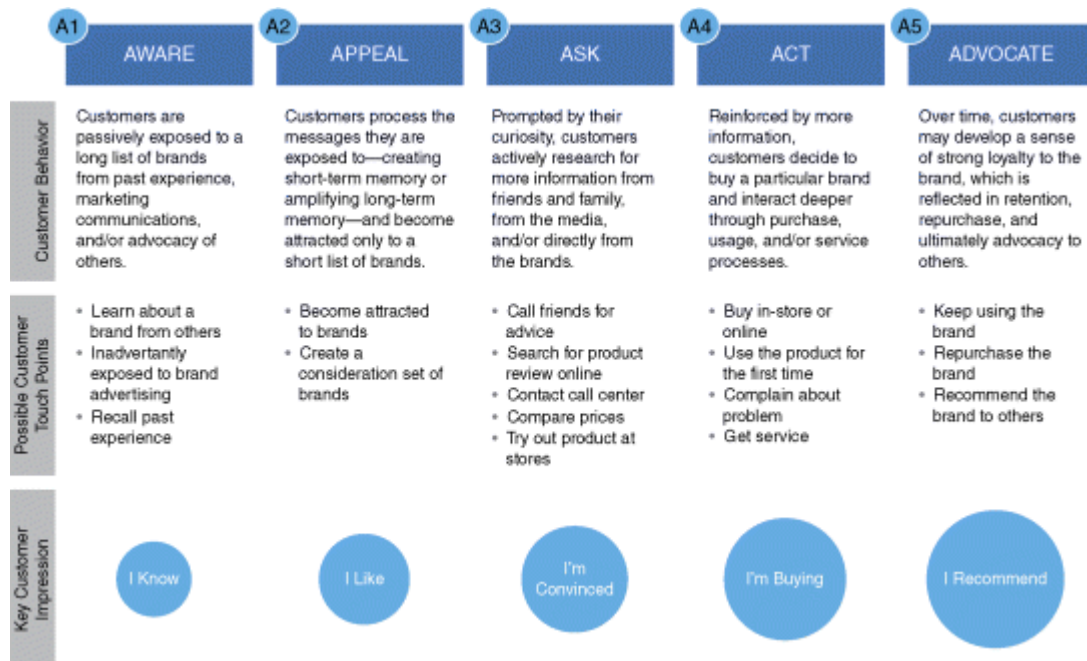 A1
AWARE
A2
APPEAL
A3
ASK
A4
ACT
A5
ADVOCATE
Customer Behavior
Customers are
passively exposed to a
long list of brands
from past experience,
marketing
communications,
and/or advocacy of
others.
Customers process the
messages they are
exposed to—creating
short-term memory or
amplifying long-term
memory—and become
attracted only to a
short list of brands.
Prompted by their
curiosity, customers
actively research for
more information from
friends and family,
from the media,
and/or directly from
the brands.
Reinforced by more
information,
customers decide to
buy a particular brand
and interact deeper
through purchase,
usage, and/or service
processes.
Over time, customers
may develop a sense
of strong loyalty to the
brand, which is
reflected in retention,
repurchase, and
ultimately advocacy to
others.
Possible Customer
Touch Points
• Learn about a
brand from others
• Inadvertantly
exposed to brand
advertising
• Recall past
experience
• Become attracted
to brands
• Create a
consideration set of
brands
• Call friends for
advice
• Search for product
review online
• Contact call center
• Compare prices
• Try out product at
stores
• Buy in-store or
online
• Use the product for
the first time
• Complain about
problem
• Get service
• Keep using the
brand
• Repurchase the
brand
• Recommend the
brand to others
Key Customer
Impression
I Know
I Like
I'm
Convinced
I'm Buying
I Recommend